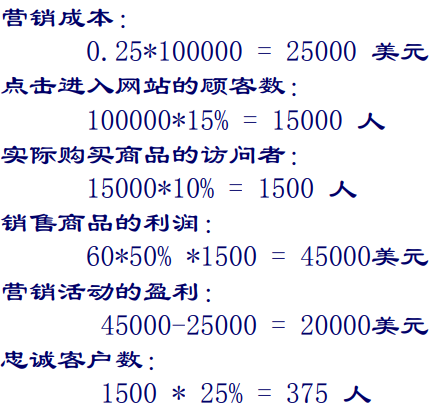 营销成本:
0.25*100000 = 25000 美元
点击进入网站的顾客数:
100000*15% = 15000 人
实际购买商品的访问者:
15000*10% = 1500 人
销售商品的利润:
60*50% *1500 = 45000美元
营销活动的盈利:
45000-25000 = 20000美元
忠诚客户数:
1500 * 25% = 375 人